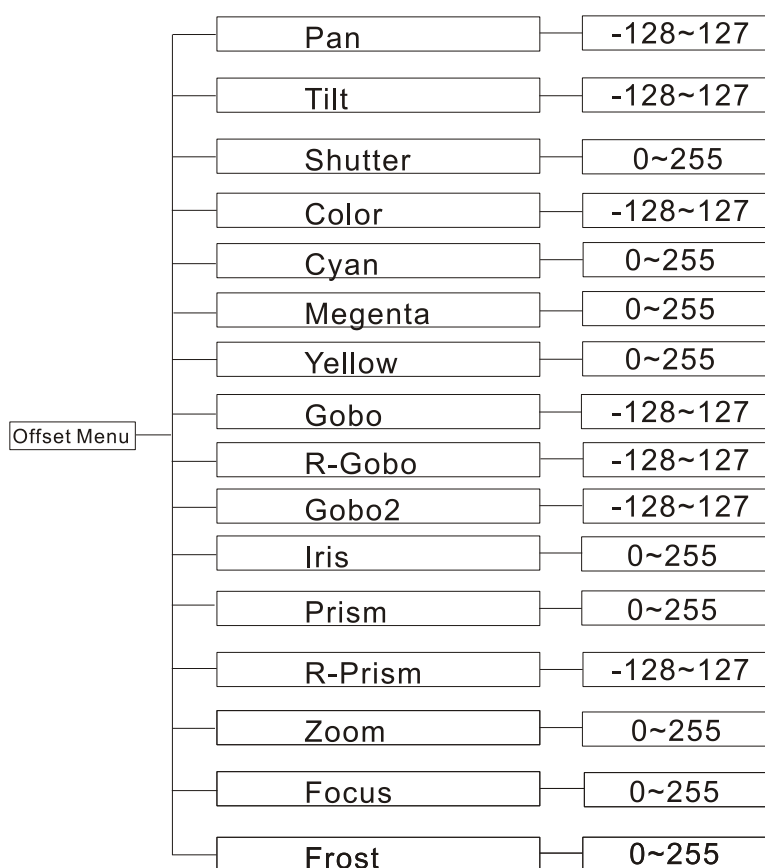 Pan -128~127
Tilt -128~127
Shutter 0~255
Color -128~127
Cyan 0~255
Megenta 0~255
Yellow 0~255
Gobo -128~127
Offset Menu
R-Gobo -128~127
Gobo2 -128~127
Iris 0~255
Prism 0~255
R-Prism -128~127
Zoom 0~255
Focus 0~255
Frost 0~255